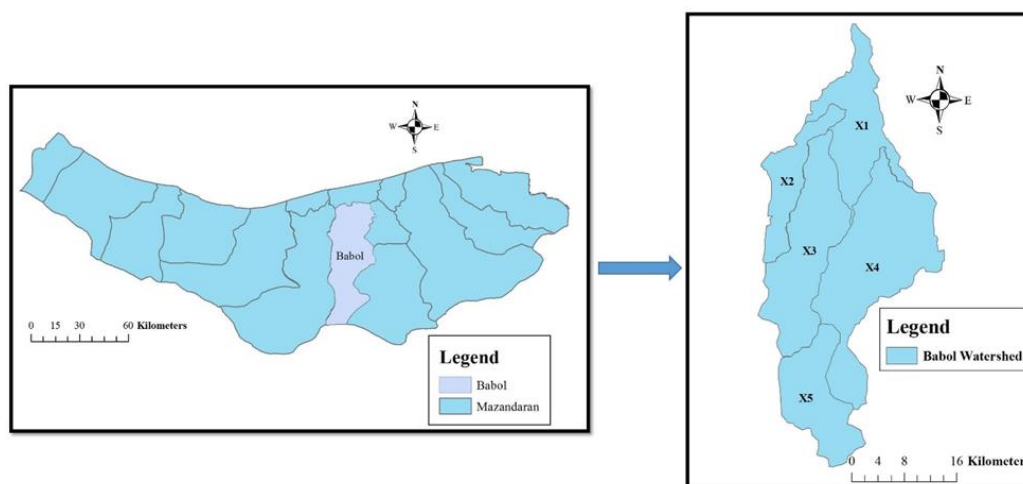 N
W E
S
Babol
0 15 30 60 Kilometers
Legend
Babol
Mazandaran
N
W E
S
X1
X2
X3
X4
X5
Legend
Babol Watershed
0 4 8 16 Kilometer